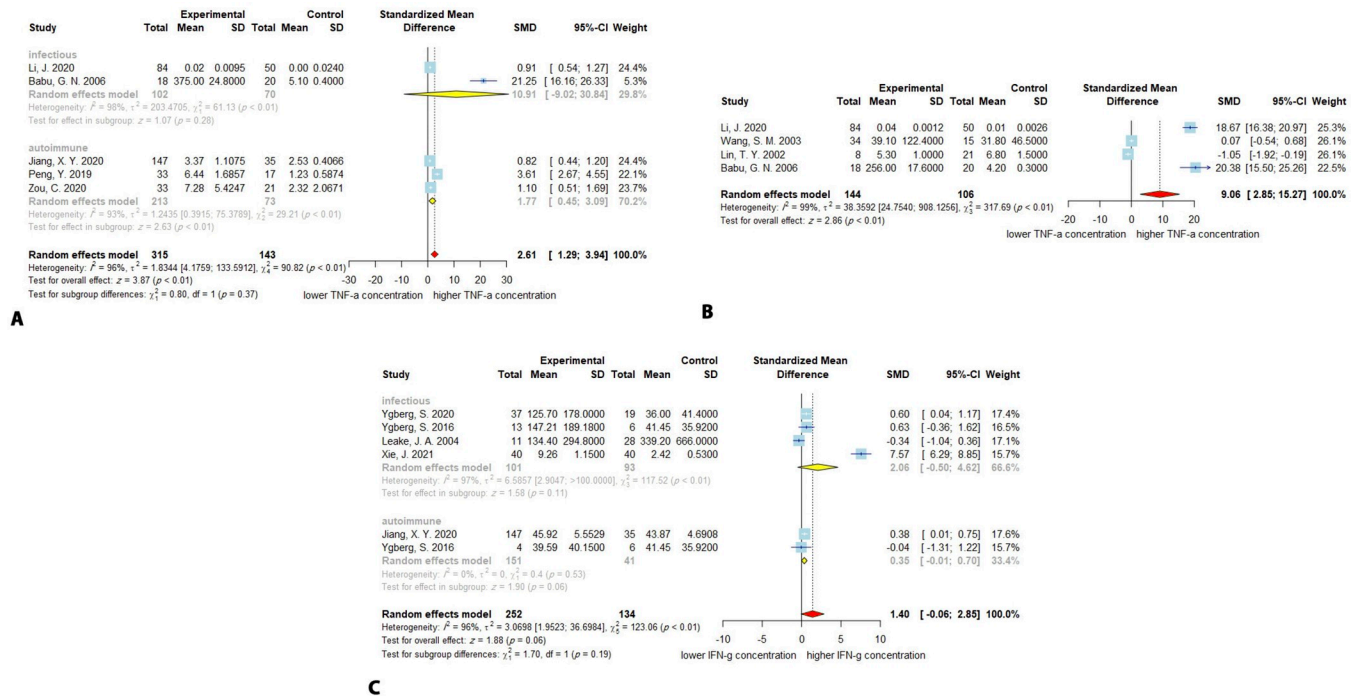 Experimental Control Standardized Mean
Study Total Mean SD Total Mean SD Difference SMD 95%-CI Weight
infectious
Li, J. 2020 84 0.02 0.0095 50 0.00 0.0240 0.91 [ 0.54; 1.27] 24.4%
Babu, G. N. 2006 18 375.00 24.8000 20 5.10 0.4000 21.25 [ 16.16; 26.33] 5.3%
Random effects model 102 70 10.91 [ -9.02; 30.84] 29.8%
Heterogeneity: I² = 98%, τ² = 203.4705, χ²₁ = 61.13 (p < 0.01)
Test for effect in subgroup: z = 1.07 (p = 0.28)
autoimmune
Jiang, X. Y. 2020 147 3.37 1.1075 35 2.53 0.4066 0.82 [ 0.44; 1.20] 24.4%
Peng, Y. 2019 33 6.44 1.6857 17 1.23 0.5874 3.61 [ 2.67; 4.55] 22.1%
Zou, C. 2020 33 7.28 5.4247 21 2.32 2.0671 1.10 [ 0.51; 1.69] 23.7%
Random effects model 213 73 1.77 [ 0.45; 3.09] 70.2%
Heterogeneity: I² = 93%, τ² = 1.2435 [0.3915; 75.3789], χ²₂ = 29.21 (p < 0.01)
Test for effect in subgroup: z = 2.63 (p < 0.01)
Random effects model 315 143 2.61 [ 1.29; 3.94] 100.0%
Heterogeneity: I² = 96%, τ² = 1.8344 [4.1759; 133.5912], χ²₄ = 90.82 (p < 0.01)
Test for overall effect: z = 3.87 (p < 0.01)
-30 -20 -10 0 10 20 30
Test for subgroup differences: χ²₁ = 0.80, df = 1 (p = 0.37) lower TNF-a concentration higher TNF-a concentration
A
Experimental Control Standardized Mean
Study Total Mean SD Total Mean SD Difference SMD 95%-CI Weight
Li, J. 2020 84 0.04 0.0012 50 0.01 0.0026 18.67 [16.38; 20.97] 25.3%
Wang, S. M. 2003 34 39.10 122.4000 15 31.80 46.5000 0.07 [-0.54; 0.68] 26.1%
Lin, T. Y. 2002 8 5.30 1.0000 21 6.80 1.5000 -1.05 [-1.92; -0.19] 26.1%
Babu, G. N. 2006 18 256.00 17.6000 20 4.20 0.3000 20.38 [15.50; 25.26] 22.5%
Random effects model 144 106 9.06 [2.85; 15.27] 100.0%
Heterogeneity: I² = 99%, τ² = 38.3592 [24.7540; 908.1256], χ²₃ = 317.69 (p < 0.01)
Test for overall effect: z = 2.86 (p < 0.01) -20 -10 0 10 20
lower TNF-a concentration higher TNF-a concentration
B
Experimental Control Standardized Mean
Study Total Mean SD Total Mean SD Difference SMD 95%-CI Weight
infectious
Ygberg, S. 2020 37 125.70 178.0000 19 36.00 41.4000 0.60 [ 0.04; 1.17] 17.4%
Ygberg, S. 2016 13 147.21 189.1800 6 41.45 35.9200 0.63 [ -0.36; 1.62] 16.5%
Leake, J. A. 2004 11 134.40 294.8000 28 339.20 666.0000 -0.34 [ -1.04; 0.36] 17.1%
Xie, J. 2021 40 9.26 1.1500 40 2.42 0.5300 7.57 [ 6.29; 8.85] 15.7%
Random effects model 101 93 2.06 [ -0.50; 4.62] 66.6%
Heterogeneity: I² = 97%, τ² = 6.5857 [2.9047; >100.0000], χ²₃ = 117.52 (p < 0.01)
Test for effect in subgroup: z = 1.58 (p = 0.11)
autoimmune
Jiang, X. Y. 2020 147 45.92 5.5529 35 43.87 4.6908 0.38 [ 0.01; 0.75] 17.6%
Ygberg, S. 2016 4 39.59 40.1500 6 41.45 35.9200 -0.04 [ -1.31; 1.22] 15.7%
Random effects model 151 41 0.35 [ -0.01; 0.70] 33.4%
Heterogeneity: I² = 0%, τ² = 0, χ²₁ = 0.4 (p = 0.53)
Test for effect in subgroup: z = 1.90 (p = 0.06)
Random effects model 252 134 1.40 [ -0.06; 2.85] 100.0%
Heterogeneity: I² = 96%, τ² = 3.0698 [1.9523; 36.6984], χ²₅ = 123.06 (p < 0.01)
Test for overall effect: z = 1.88 (p = 0.06) -10 -5 0 5 10
Test for subgroup differences: χ²₁ = 1.70, df = 1 (p = 0.19) lower IFN-g concentration higher IFN-g concentration
C